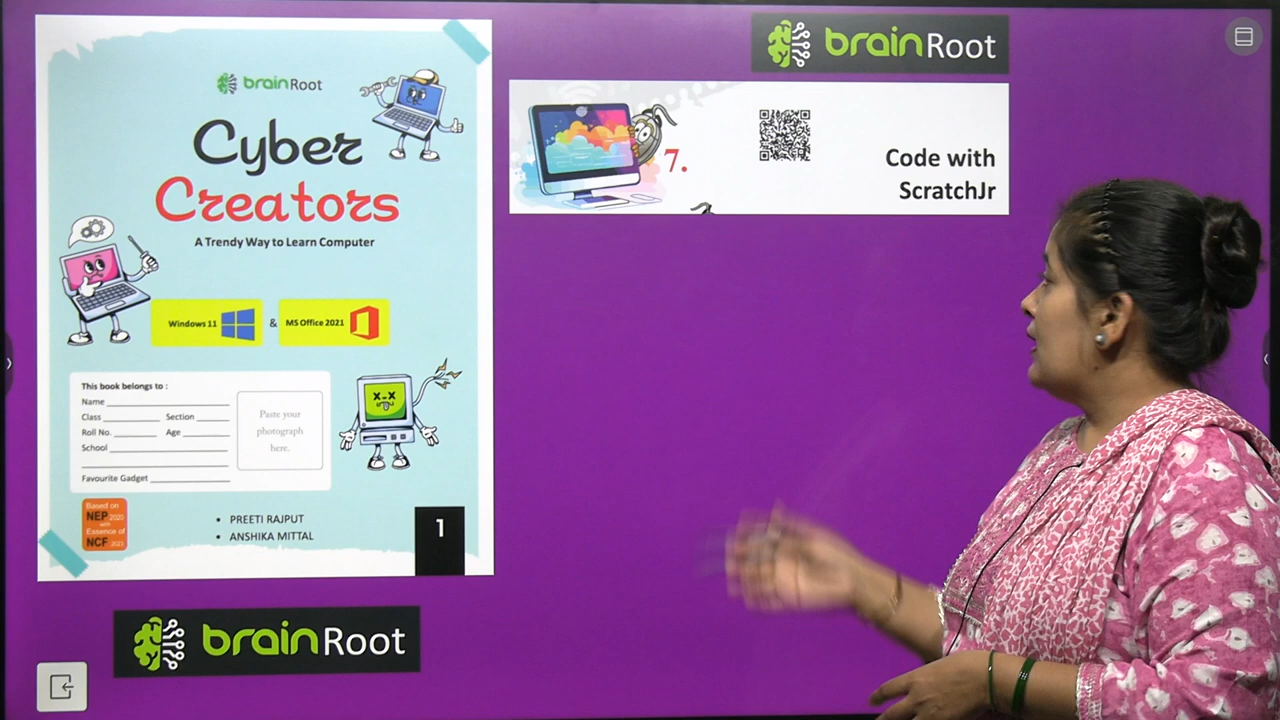 brainRoot
Cyber
Creators
A Trendy Way to Learn Computer
Windows 11 & MS Office 2021
This book belongs to :
Name
Class Section
Roll No. Age
School
Favourite Gadget
Paste your
photograph
here.
Based on
NEP 2020
with
Essence of
NCF 2023
• PREETI RAJPUT
• ANSHIKA MITTAL
1
brainRoot
brainRoot
7.
Code with
ScratchJr